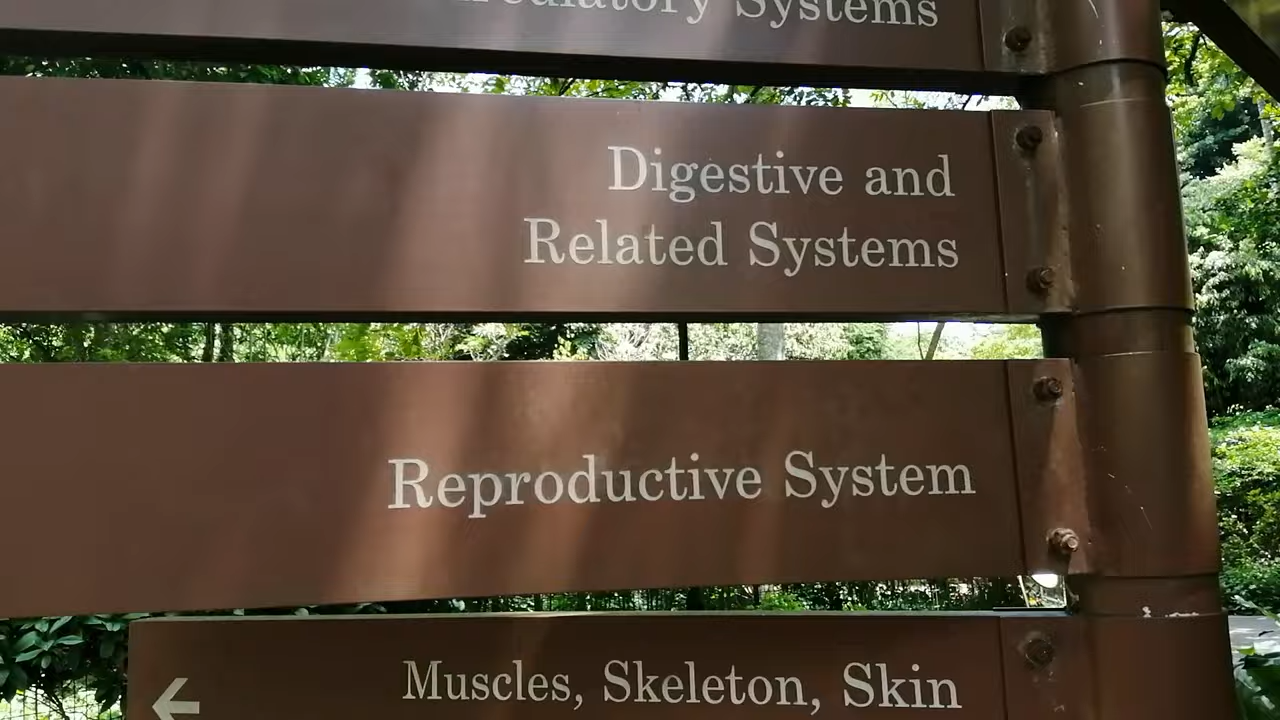 Systems
Digestive and
Related Systems
Reproductive System
Muscles, Skeleton, Skin